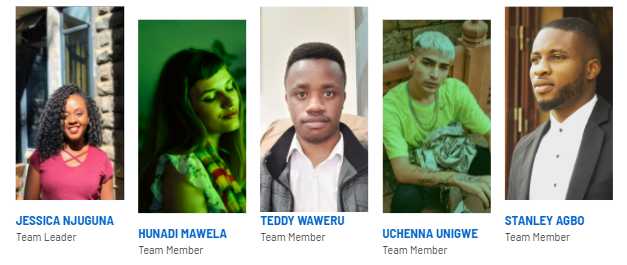 JESSICA NJUGUNA
Team Leader
HUNADI MAWELA
Team Member
TEDDY WAWERU
Team Member
UCHENNA UNIGWE
Team Member
STANLEY AGBO
Team Member